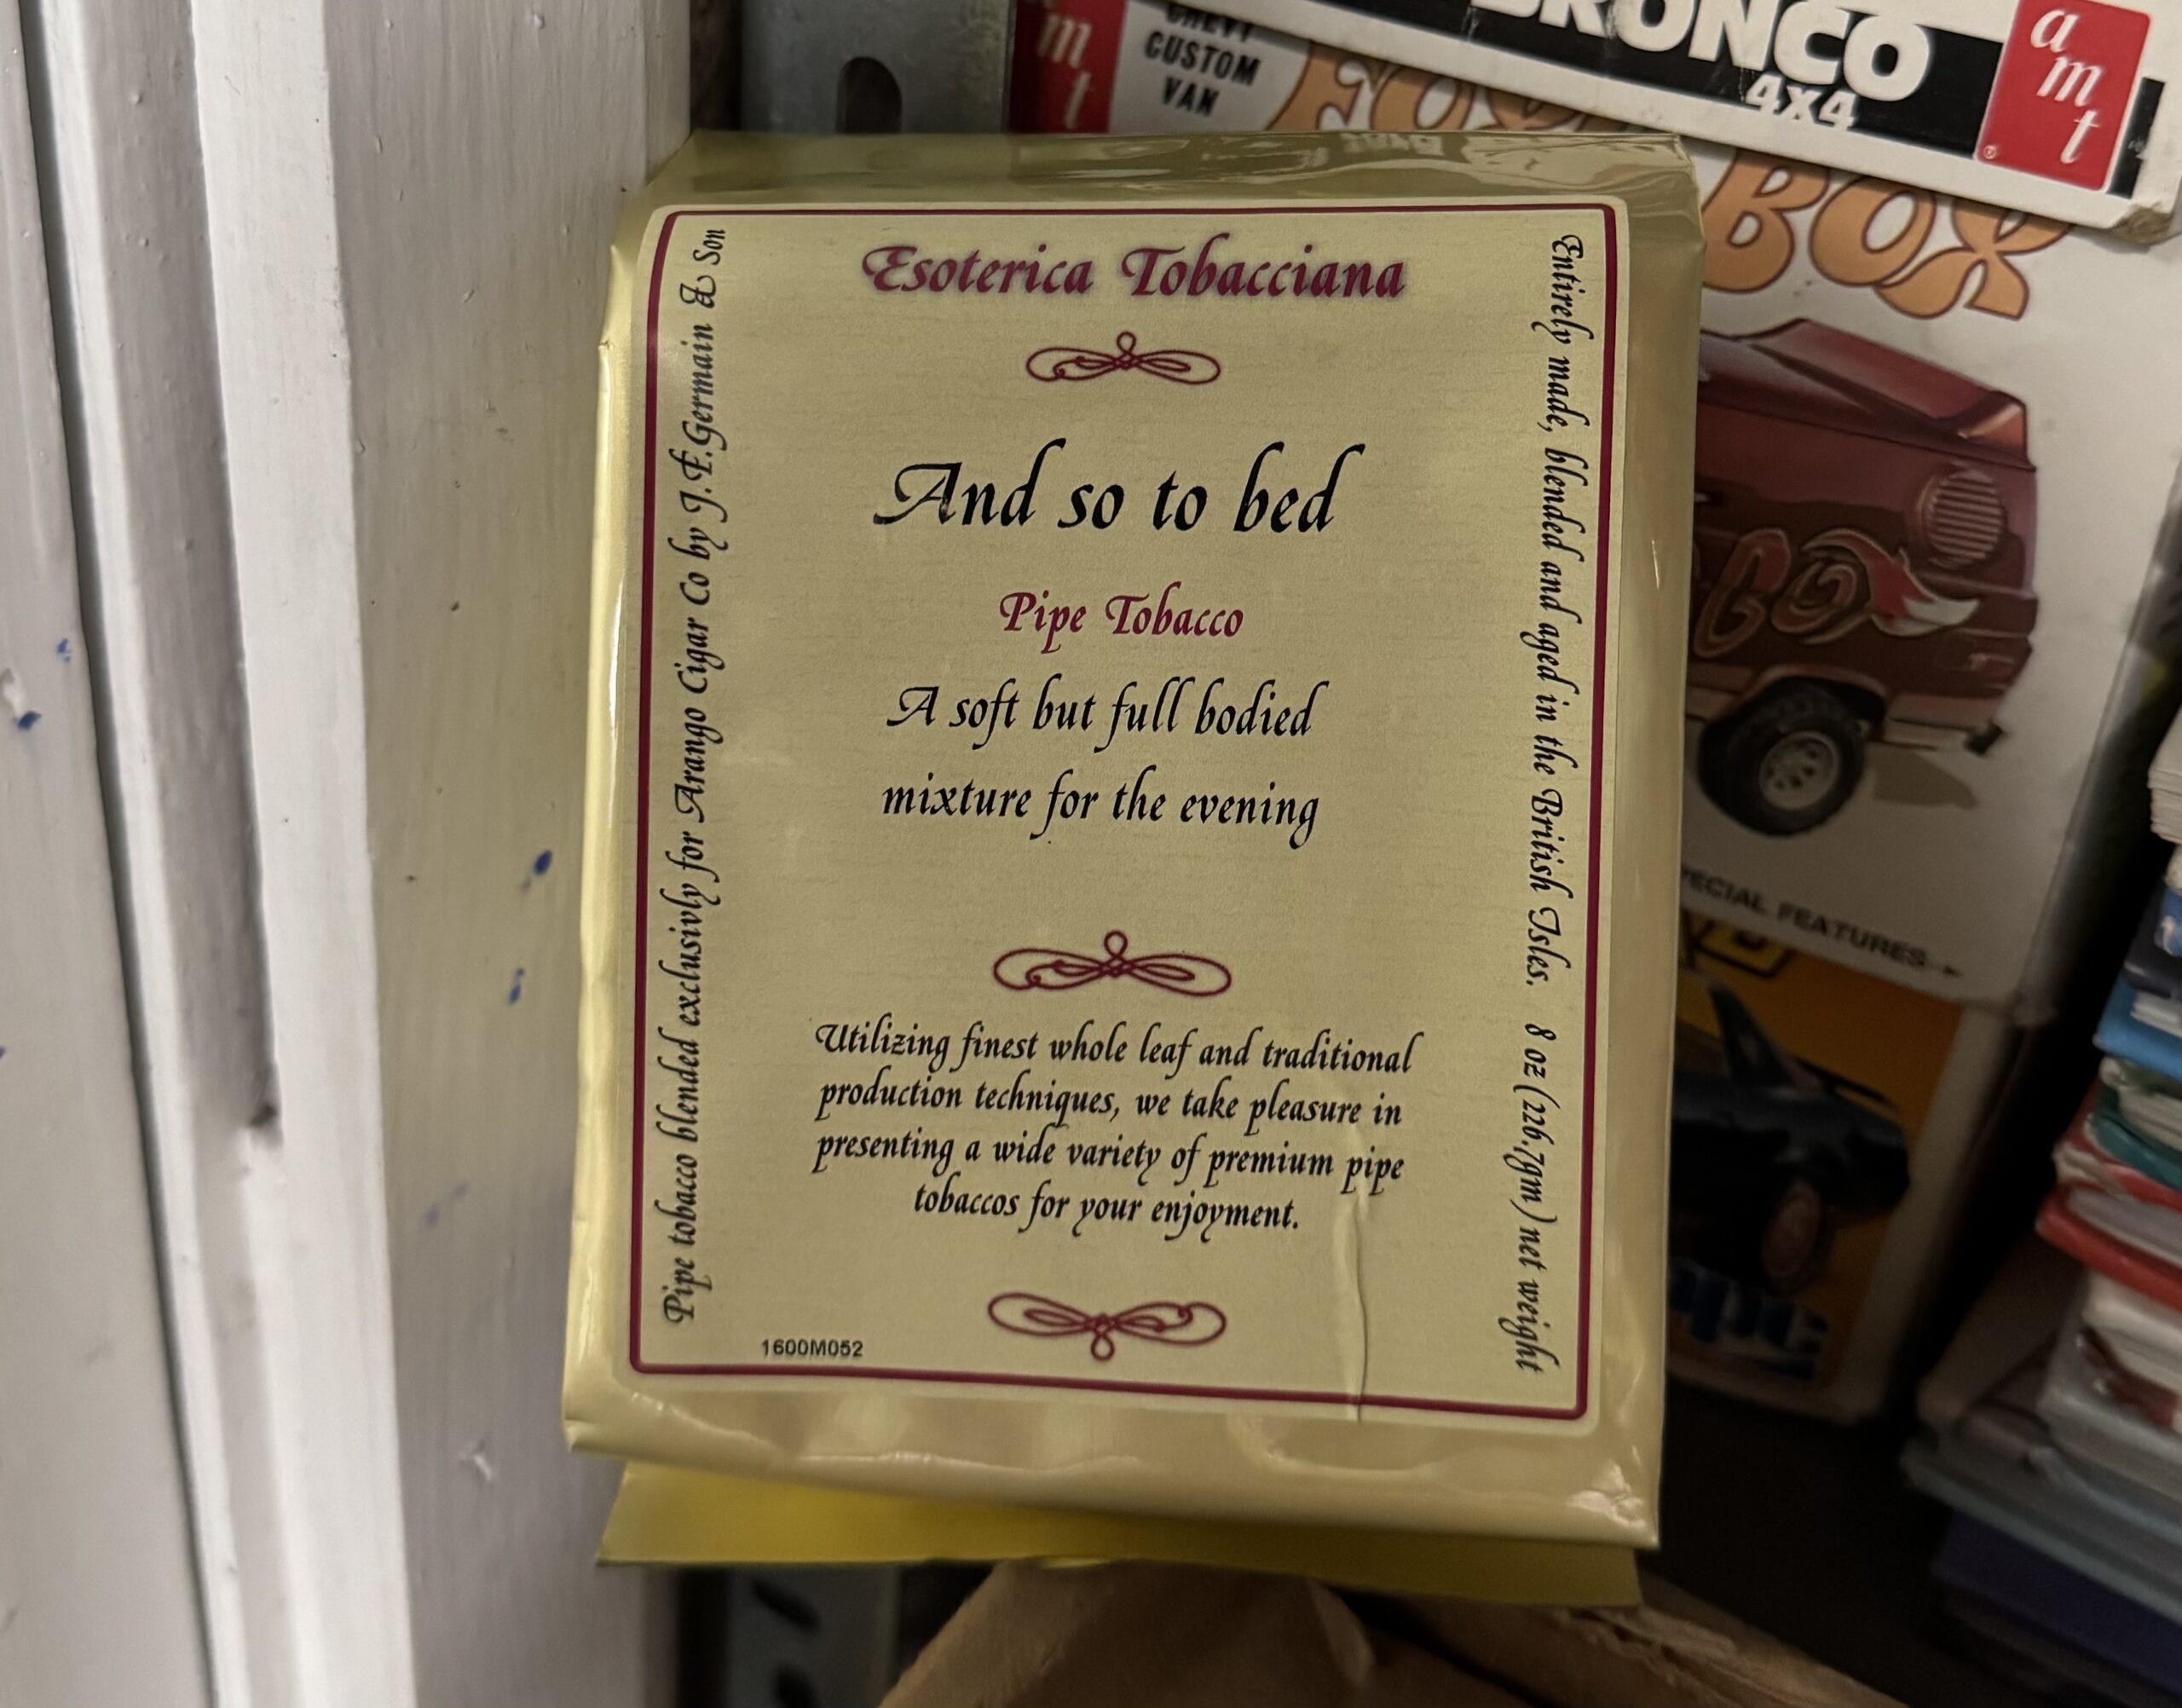 Esoterica Tobacciana
And so to bed
Pipe Tobacco
A soft but full bodied
mixture for the evening
Utilizing finest whole leaf and traditional
production techniques, we take pleasure in
presenting a wide variety of premium pipe
tobaccos for your enjoyment.
1600M052
Pipe tobacco blended exclusivly for Arango Cigar Co by J.E.Germain & Son
Entirely made, blended and aged in the British Isles. 8 oz (226.7gm) net weight
BRONCO
4x4
amt
amt
CHEVY
CUSTOM
VAN
BOX
FEATURES